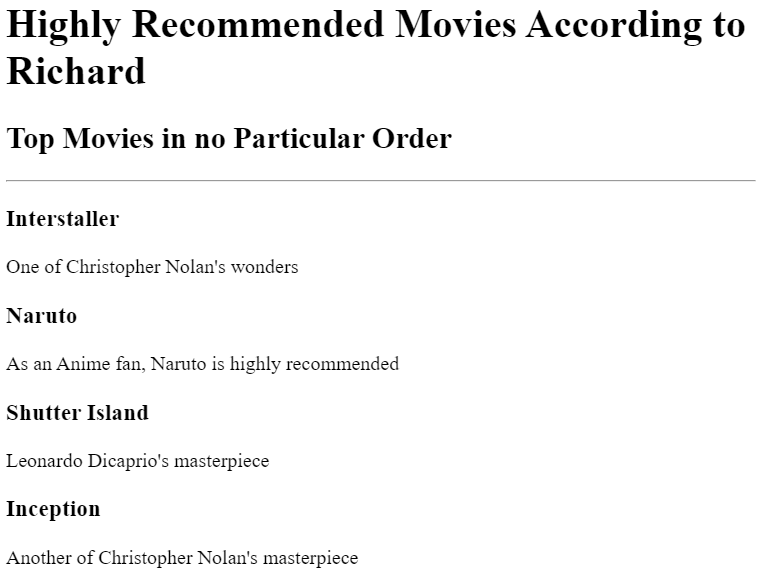 Highly Recommended Movies According to
Richard
Top Movies in no Particular Order
Interstaller
One of Christopher Nolan's wonders
Naruto
As an Anime fan, Naruto is highly recommended
Shutter Island
Leonardo Dicaprio's masterpiece
Inception
Another of Christopher Nolan's masterpiece